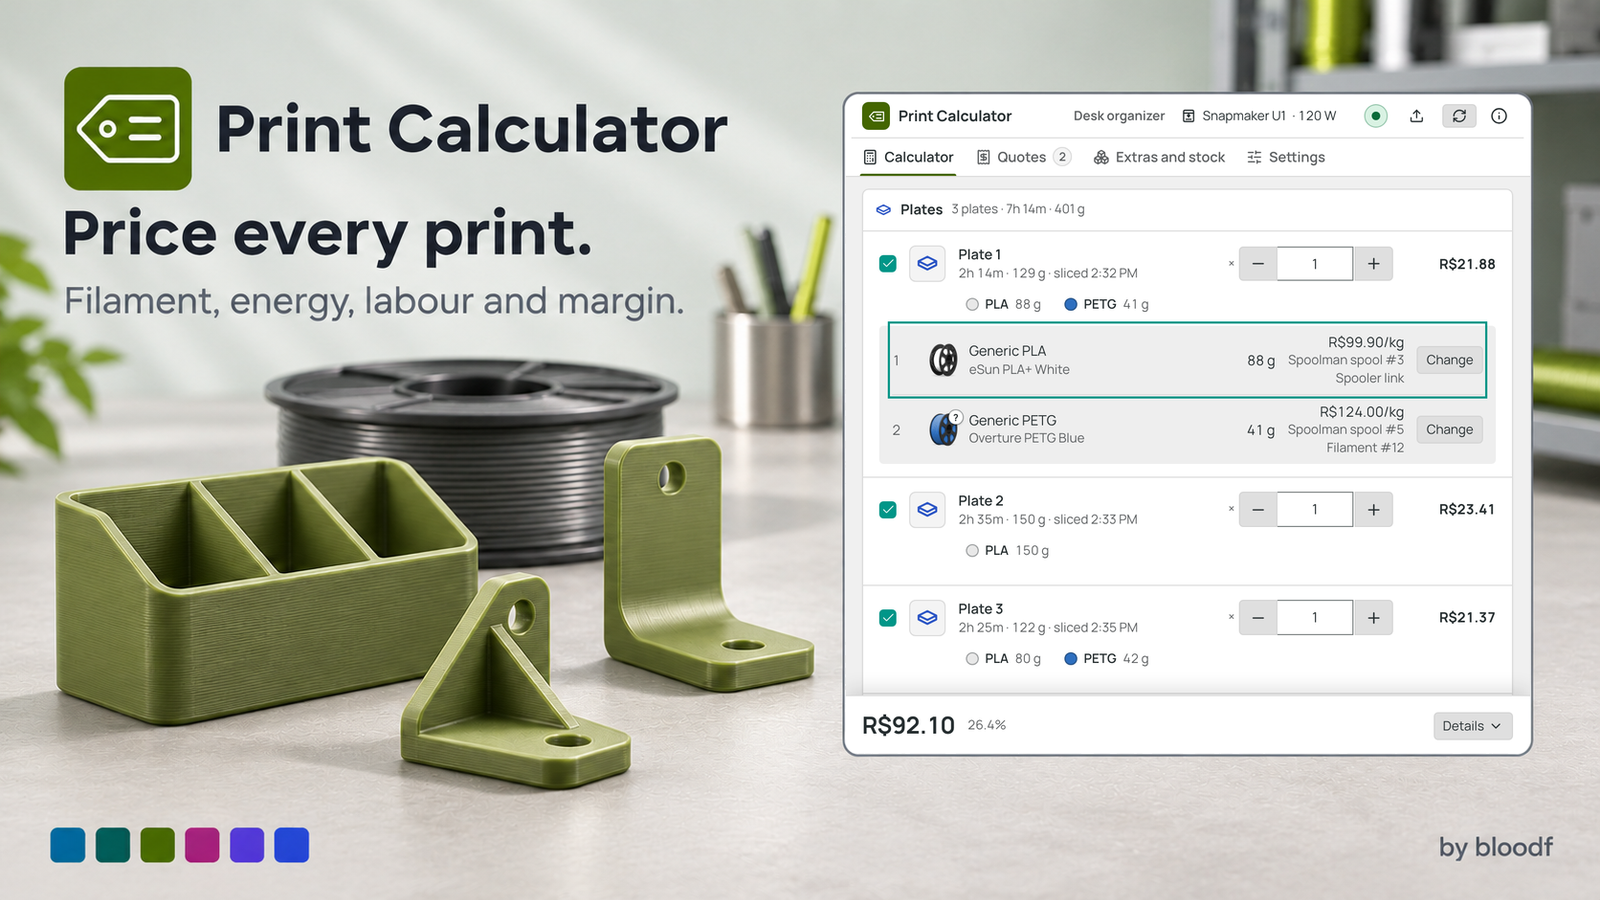 Print Calculator
Price every print.
Filament, energy, labour and margin.
Print Calculator
Desk organizer
Snapmaker U1 · 120 W
Calculator
Quotes 2
Extras and stock
Settings
Plates 3 plates · 7h 14m · 401 g
Plate 1
2h 14m · 129 g · sliced 2:32 PM
× − 1 + R$21.88
PLA 88 g PETG 41 g
1
Generic PLA
eSun PLA+ White
88 g
R$99.90/kg
Spoolman spool #3
Spooler link
Change
2
?
Generic PETG
Overture PETG Blue
41 g
R$124.00/kg
Spoolman spool #5
Filament #12
Change
Plate 2
2h 35m · 150 g · sliced 2:33 PM
× − 1 + R$23.41
PLA 150 g
Plate 3
2h 25m · 122 g · sliced 2:35 PM
× − 1 + R$21.37
PLA 80 g PETG 42 g
R$92.10 26.4%
Details
by bloodf